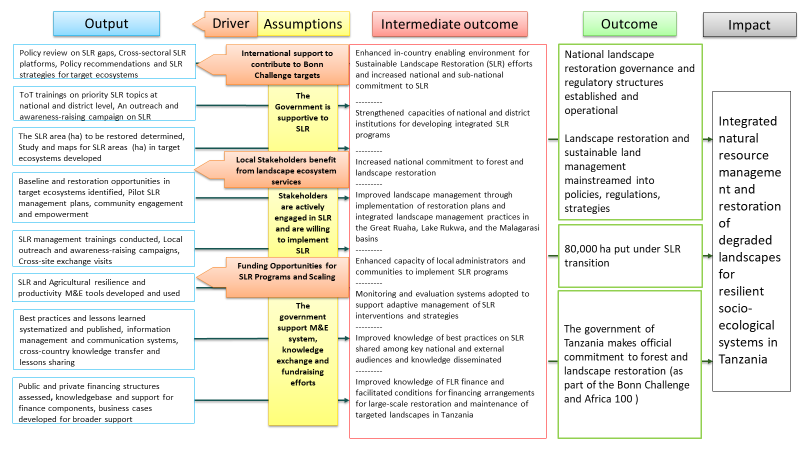 Output
Driver
Assumptions
Intermediate outcome
Outcome
Impact
Policy review on SLR gaps, Cross-sectoral SLR
platforms, Policy recommendations and SLR
strategies for target ecosystems
ToT trainings on priority SLR topics at
national and district level, An outreach and
awareness-raising campaign on SLR
The SLR area (ha) to be restored determined,
Study and maps for SLR areas (ha) in target
ecosystems developed
Baseline and restoration opportunities in
target ecosystems identified, Pilot SLR
management plans, community engagement
and empowerment
SLR management trainings conducted, Local
outreach and awareness-raising campaigns,
Cross-site exchange visits
SLR and Agricultural resilience and
productivity M&E tools developed and used
Best practices and lessons learned
systematized and published, information
management and communication systems,
cross-country knowledge transfer and
lessons sharing
Public and private financing structures
assessed, knowledgebase and support for
finance components, business cases
developed for broader support
International support to
contribute to Bonn
Challenge targets
The
Government is
supportive to
SLR
Local Stakeholders benefit
from landscape ecosystem
services
Stakeholders
are actively
engaged in SLR
and are willing
to implement
SLR
Funding Opportunities for
SLR Programs and Scaling
The
government
support M&E
system,
knowledge
exchange and
fundraising
efforts
Enhanced in-country enabling environment for
Sustainable Landscape Restoration (SLR) efforts
and increased national and sub-national
commitment to SLR
---------
Strengthened capacities of national and district
institutions for developing integrated SLR
programs
---------
Increased national commitment to forest and
landscape restoration
---------
Improved landscape management through
implementation of restoration plans and
integrated landscape management practices in
the Great Ruaha, Lake Rukwa, and the Malagarasi
basins
---------
Enhanced capacity of local administrators and
communities to implement SLR programs
---------
Monitoring and evaluation systems adopted to
support adaptive management of SLR
interventions and strategies
---------
Improved knowledge of best practices on SLR
shared among key national and external
audiences and knowledge disseminated
---------
Improved knowledge of FLR finance and
facilitated conditions for financing arrangements
for large-scale restoration and maintenance of
targeted landscapes in Tanzania
National landscape
restoration governance and
regulatory structures
established and
operational
Landscape restoration and
sustainable land
management
mainstreamed into
policies, regulations,
strategies
80,000 ha put under SLR
transition
The government of
Tanzania makes official
commitment to forest and
landscape restoration (as
part of the Bonn Challenge
and Africa 100 )
Integrated
natural
resource
manageme
nt and
restoration
of
degraded
landscapes
for
resilient
socio-
ecological
systems in
Tanzania